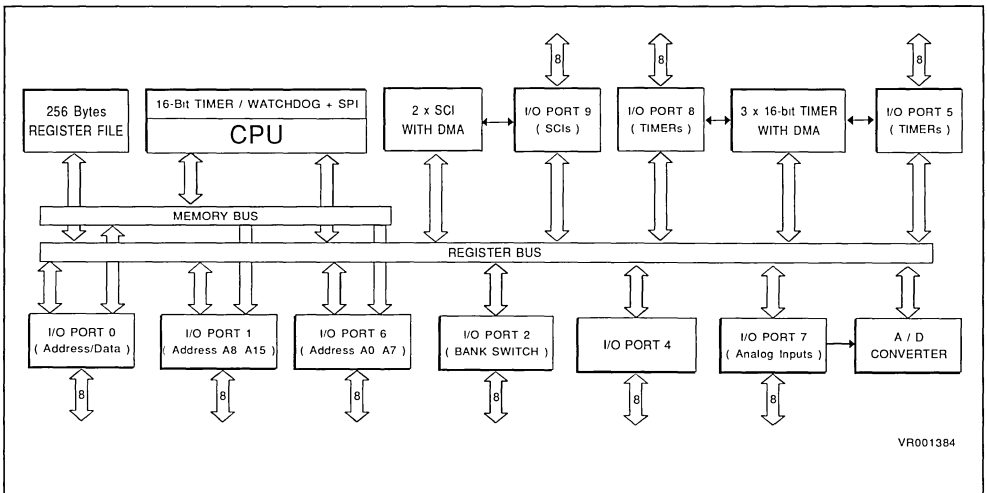 8
8
8
256 Bytes
REGISTER FILE
16-Bit TIMER / WATCHDOG + SPI
CPU
2 x SCI
WITH DMA
I/O PORT 9
( SCIs )
I/O PORT 8
( TIMERs )
3 x 16-bit TIMER
WITH DMA
I/O PORT 5
( TIMERs )
MEMORY BUS
REGISTER BUS
I/O PORT 0
( Address/Data )
I/O PORT 1
( Address A8 A15 )
I/O PORT 6
( Address A0 A7 )
I/O PORT 2
( BANK SWITCH )
I/O PORT 4
I/O PORT 7
( Analog Inputs )
A / D
CONVERTER
8
8
8
8
8
8
VR001384